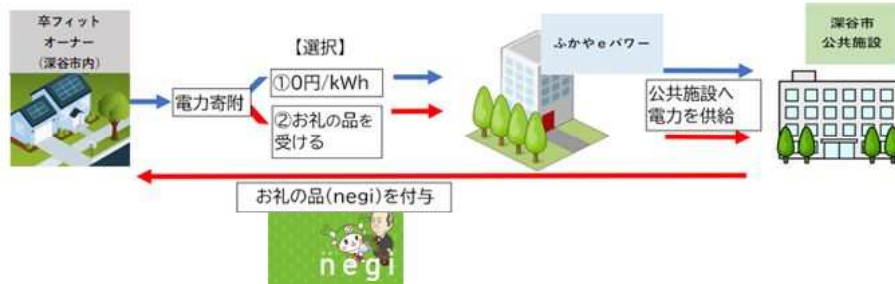 卒フィット
オーナー
(深谷市内)
【選択】
電力寄附
①0円/kWh
②お礼の品を
受ける
ふかやeパワー
公共施設へ
電力を供給
深谷市
公共施設
お礼の品(negi)を付与
negi